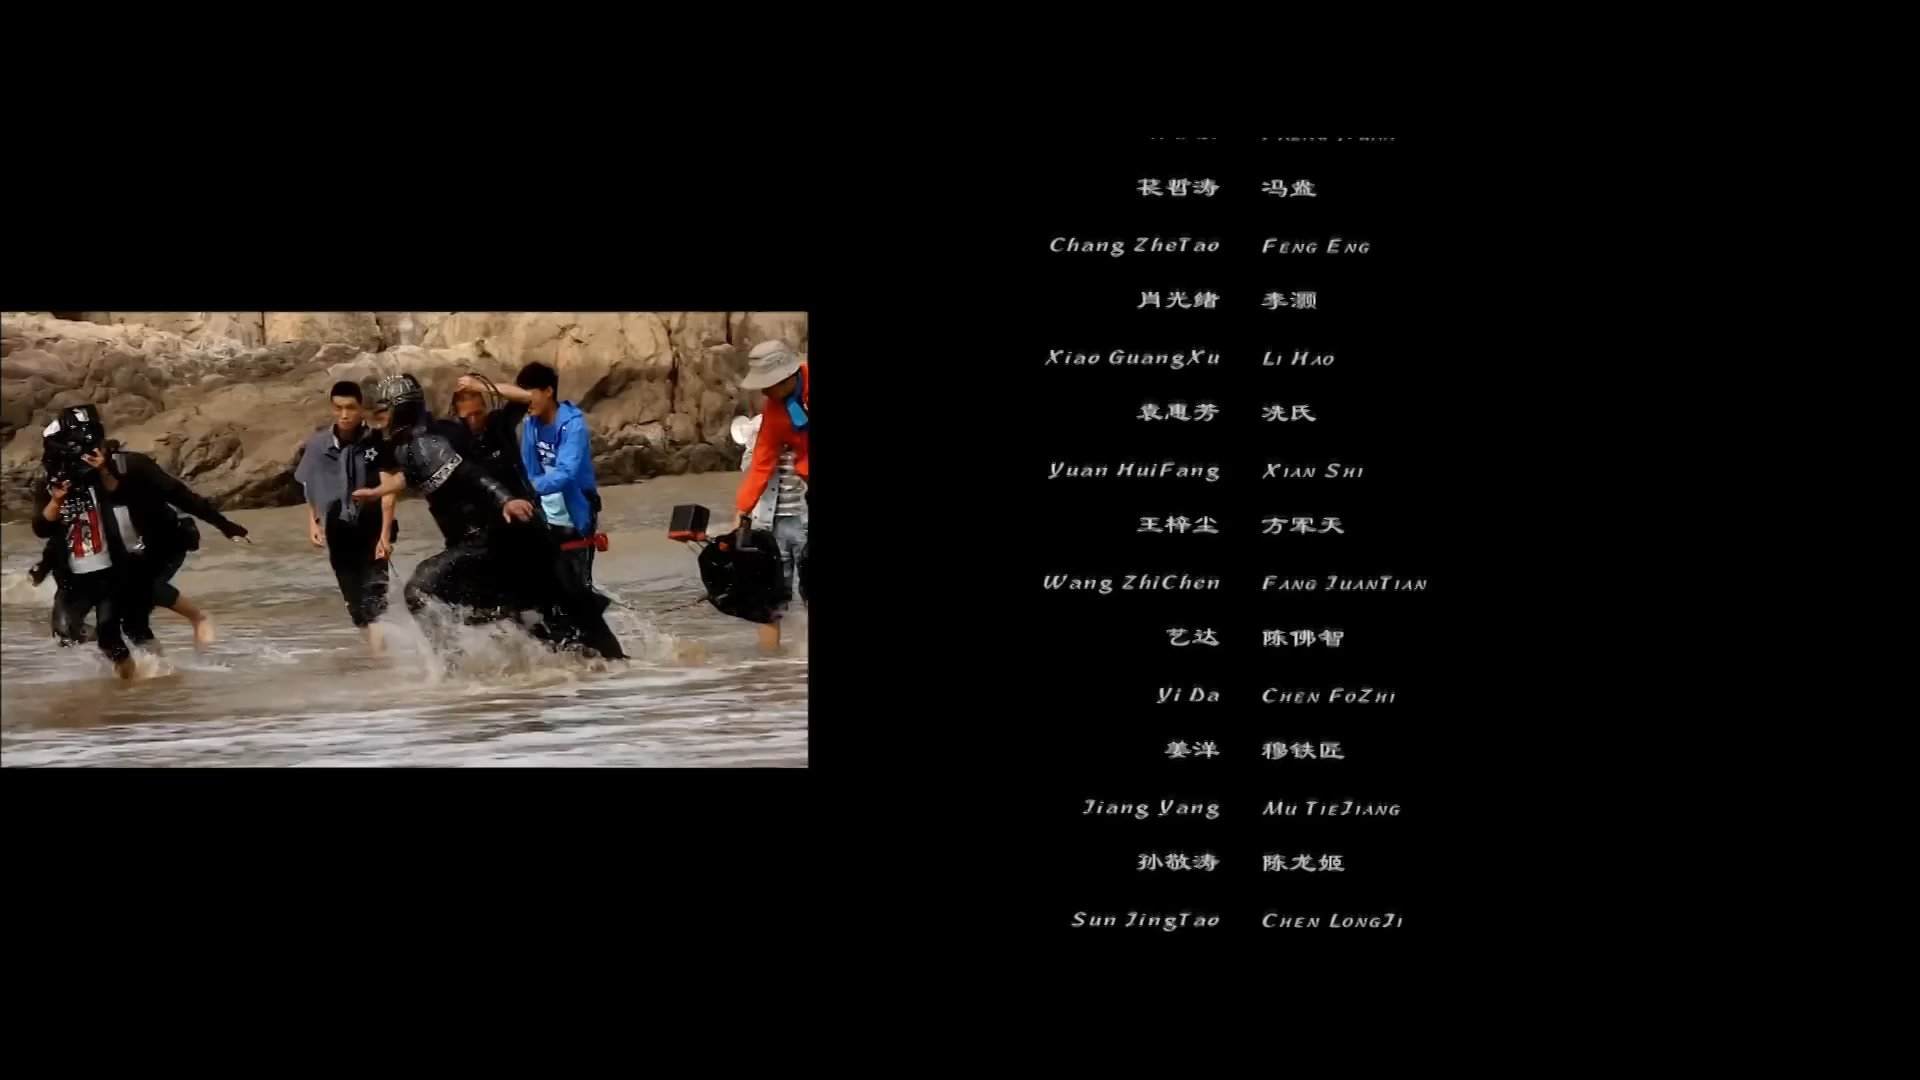 苌哲涛 冯盎
Chang ZheTao FENG ENG
肖光绪 李灏
Xiao GuangXu LI HAO
袁惠芳 冼氏
Yuan HuiFang XIAN SHI
王梓尘 方军天
Wang ZhiChen FANG JUANTIAN
艺达 陈佛智
Yi Da CHEN FOZHI
姜洋 穆铁匠
Jiang Yang MU TIEJIANG
孙敬涛 陈龙姬
Sun JingTao CHEN LONGJI